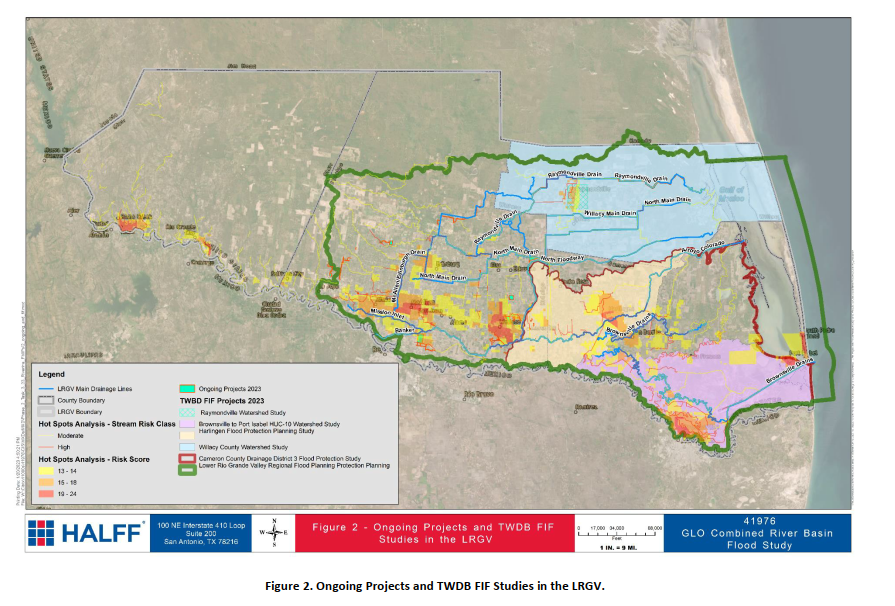 Raymondville Drain
Raymondville Drain
North Main Drain
Willacy Main Drain
Raymondville Drain
North Main Drain
North Floodway
Arroyo Colorado
North Main Drain
Mission Inlet
Banker
Brownsville Drains
Brownsville Drains
Gulf of
Rio Bravo
Legend
LRGV Main Drainage Lines
County Boundary
LRGV Boundary
Hot Spots Analysis - Stream Risk Class
Moderate
High
Hot Spots Analysis - Risk Score
13 - 14
15 - 18
19 - 24
Ongoing Projects 2023
TWBD FIF Projects 2023
Raymondville Watershed Study
Brownsville to Port Isabel HUC-10 Watershed Study
Harlingen Flood Protection Planning Study
Willacy County Watershed Study
Cameron County Drainage District 3 Flood Protection Study
Lower Rio Grande Valley Regional Flood Planning Protection Planning
HALFF
100 NE Interstate 410 Loop
Suite 200
San Antonio, TX 78216
N
W
E
S
Figure 2 - Ongoing Projects and TWDB FIF
Studies in the LRGV
0 17,000 34,000 68,000
Feet
1 IN. = 9 MI.
41976
GLO Combined River Basin
Flood Study
Figure 2. Ongoing Projects and TWDB FIF Studies in the LRGV.